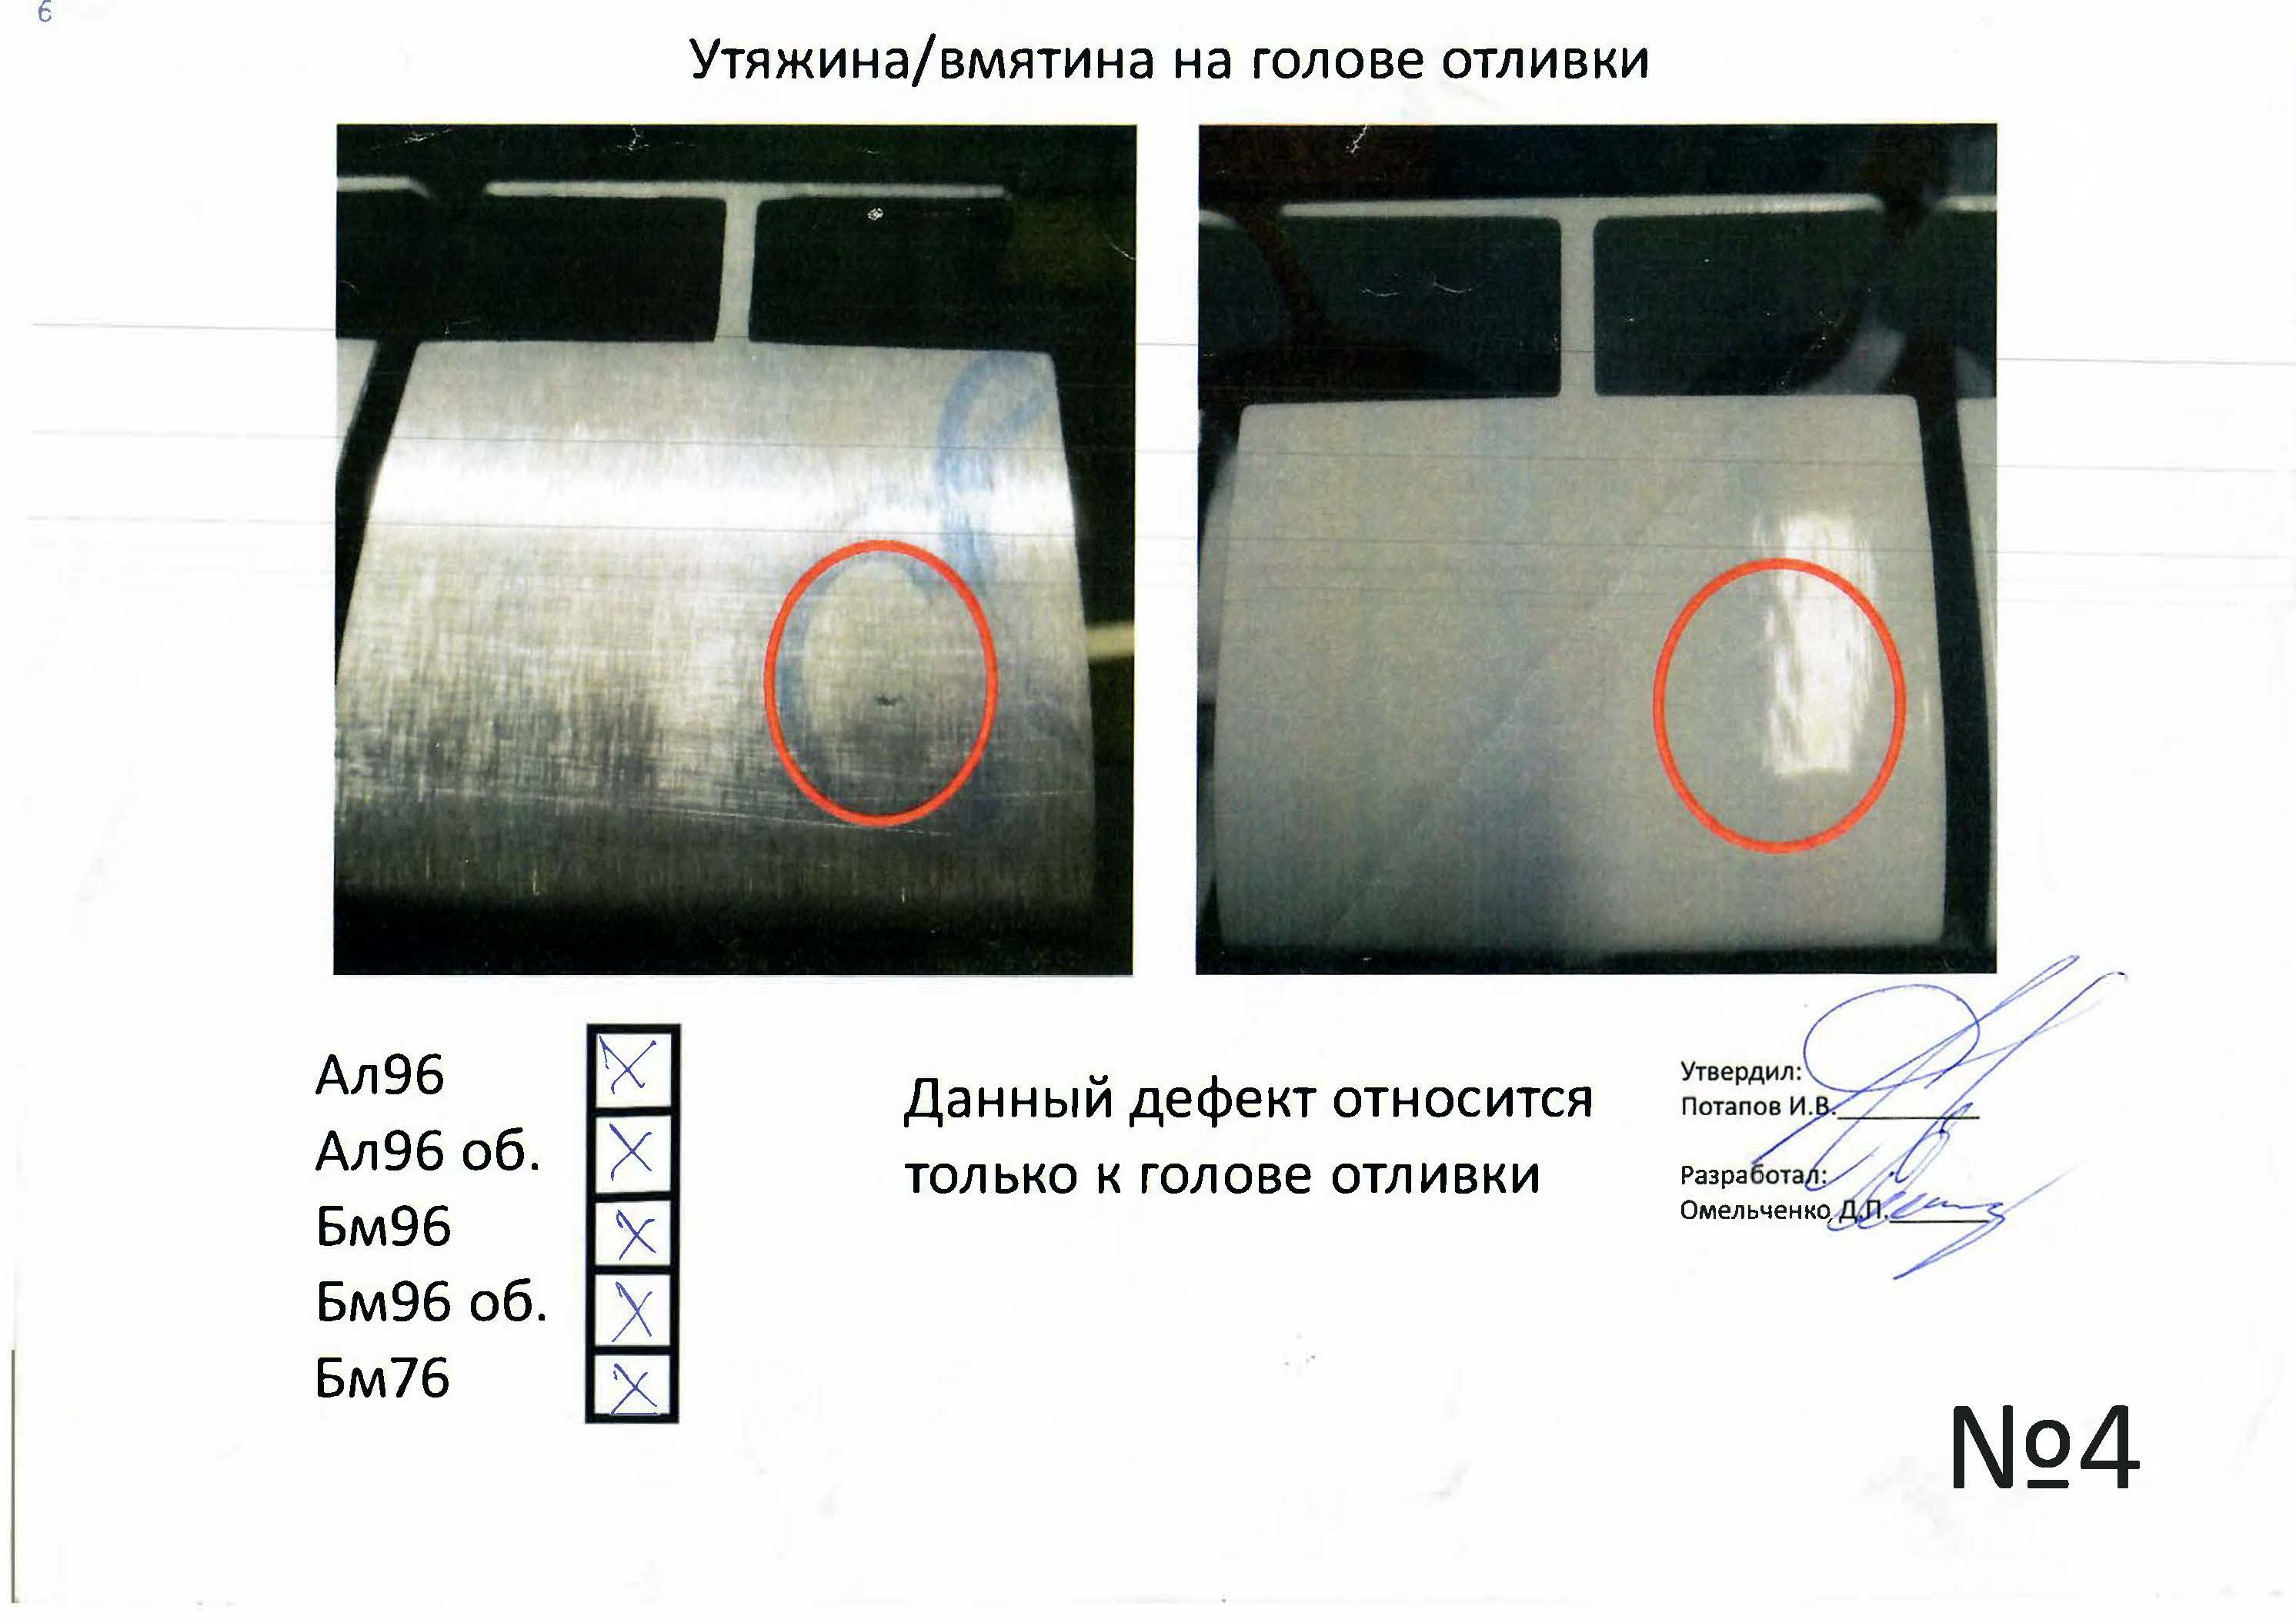 6
Утяжина/вмятина на голове отливки
Ал96 X
Ал96 об. X
Бм96 X
Бм96 об. X
Бм76 X
Данный дефект относится
только к голове отливки
Утвердил:
Потапов И.В.
Разработал:
Омельченко Д.П.
№4